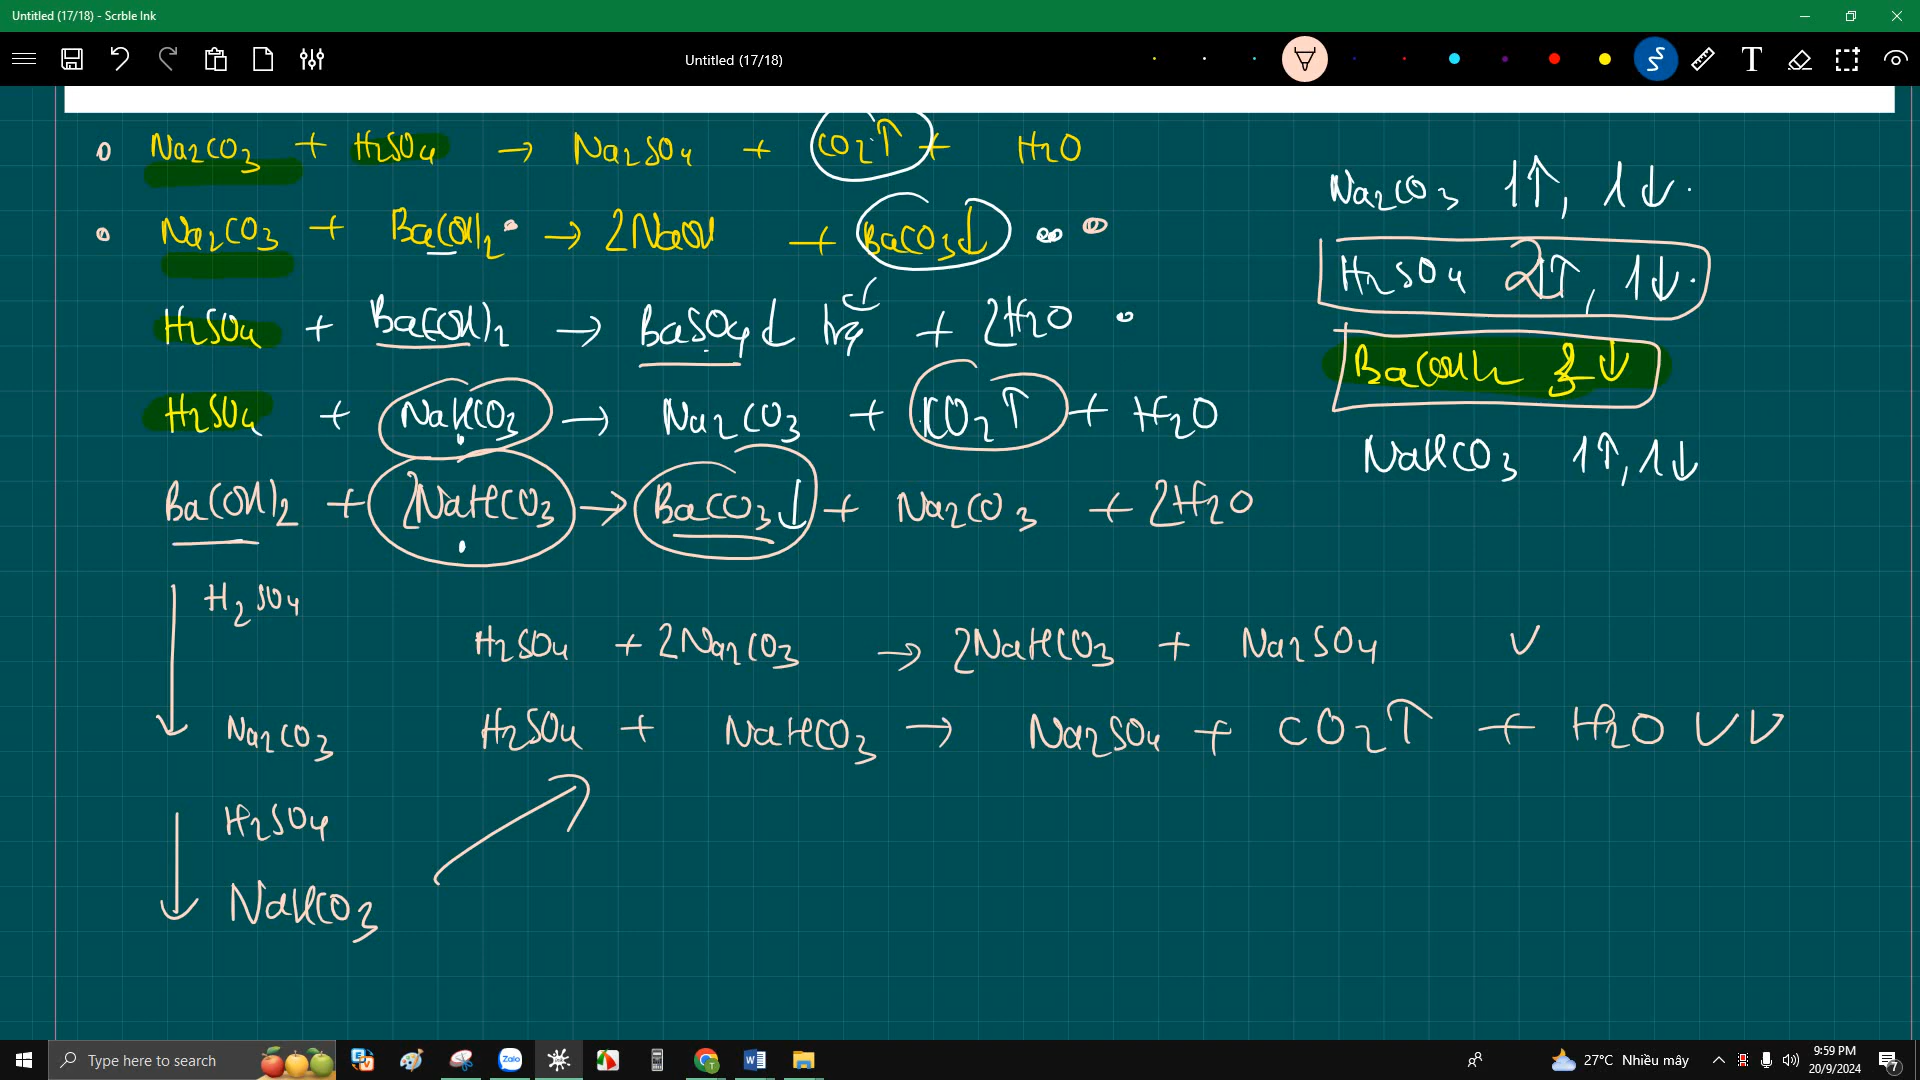 Untitled (17/18) - Scrble Ink
Untitled (17/18)
Na2CO3 + H2SO4 → Na2SO4 + CO2↑ + H2O
Na2CO3 + Ba(OH)2 → 2NaOH + BaCO3↓
H2SO4 + Ba(OH)2 → BaSO4↓ trg + 2H2O
H2SO4 + NaHCO3 → Na2CO3 + CO2↑ + H2O
Ba(OH)2 + 2NaHCO3 → BaCO3↓ + Na2CO3 + 2H2O
Na2CO3 1↑, 1↓.
H2SO4 2↑, 1↓.
Ba(OH)2 ↓
NaHCO3 1↑, 1↓
H2SO4
H2SO4 + 2Na2CO3 → 2NaHCO3 + Na2SO4 v
Na2CO3
H2SO4 + NaHCO3 → Na2SO4 + CO2↑ + H2O v v
H2SO4
NaHCO3
Type here to search
Zalo
27°C Nhiều mây
9:59 PM
20/9/2024
7